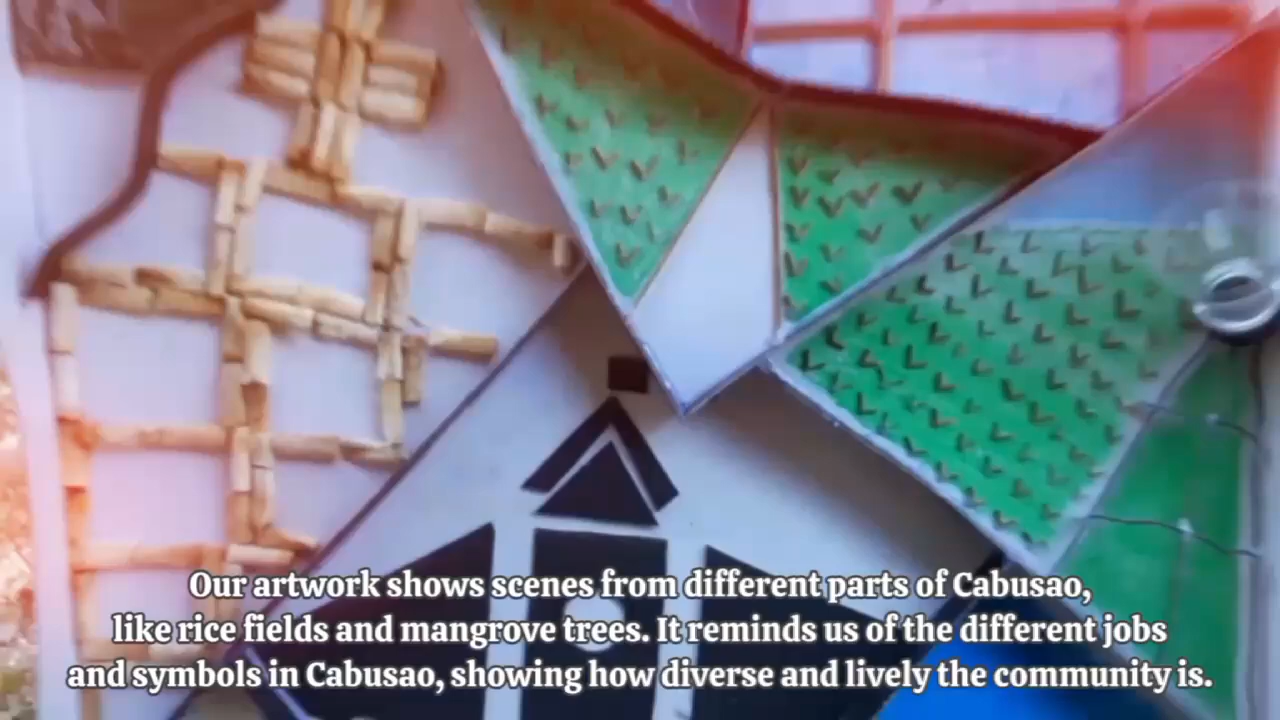 Our artwork shows scenes from different parts of Cabusao,
like rice fields and mangrove trees. It reminds us of the different jobs
and symbols in Cabusao, showing how diverse and lively the community is.